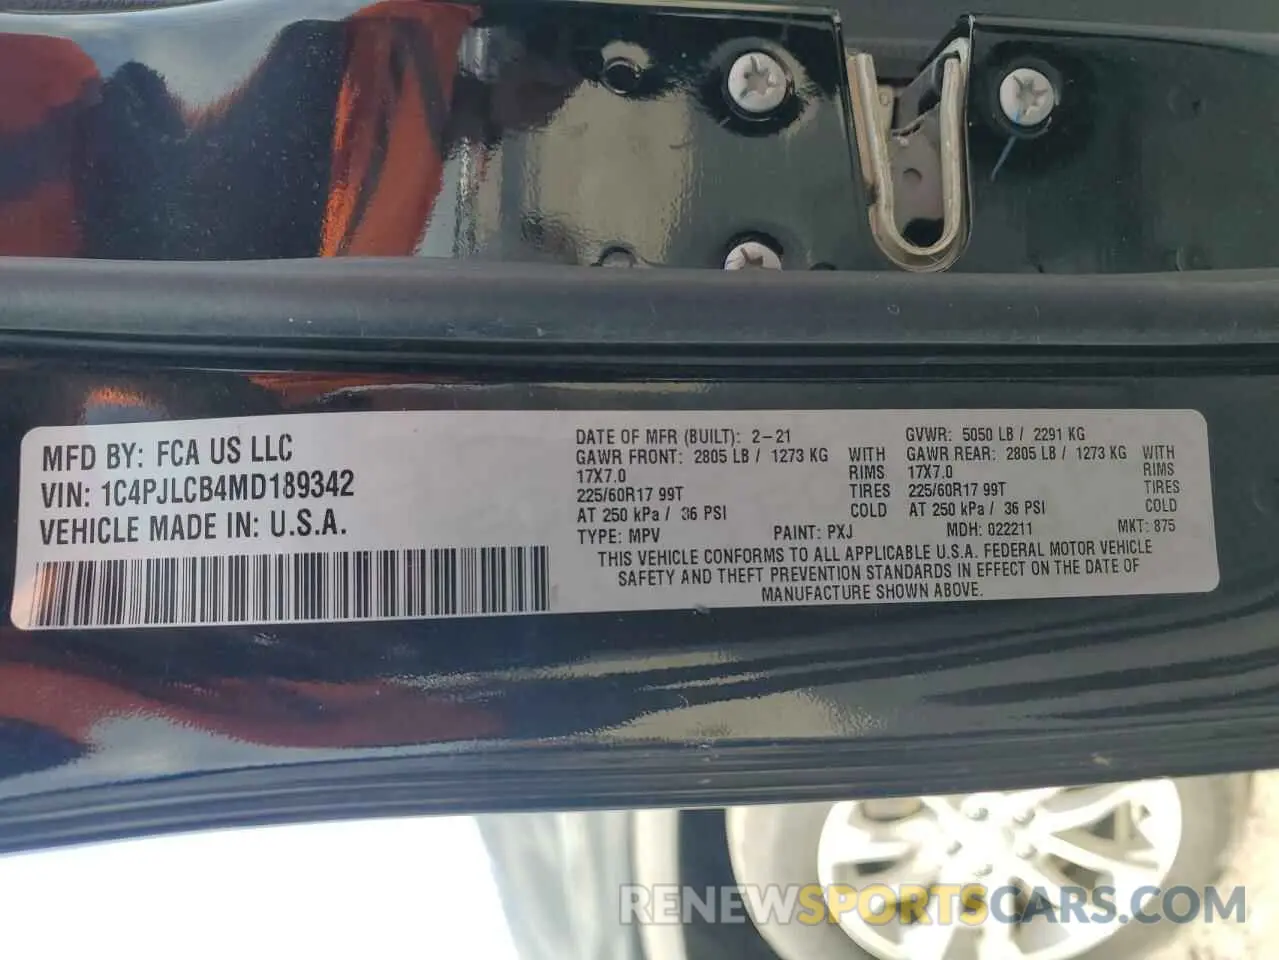 MFD BY: FCA US LLC
VIN: 1C4PJLCB4MD189342
VEHICLE MADE IN: U.S.A.
DATE OF MFR (BUILT): 2-21
GAWR FRONT: 2805 LB / 1273 KG WITH
17X7.0 RIMS
225/60R17 99T TIRES
AT 250 kPa / 36 PSI COLD
GVWR: 5050 LB / 2291 KG
GAWR REAR: 2805 LB / 1273 KG WITH
17X7.0 RIMS
225/60R17 99T TIRES
AT 250 kPa / 36 PSI COLD
TYPE: MPV PAINT: PXJ MDH: 022211 MKT: 875
THIS VEHICLE CONFORMS TO ALL APPLICABLE U.S.A. FEDERAL MOTOR VEHICLE
SAFETY AND THEFT PREVENTION STANDARDS IN EFFECT ON THE DATE OF
MANUFACTURE SHOWN ABOVE.
RENEWSPORTSCARS.COM